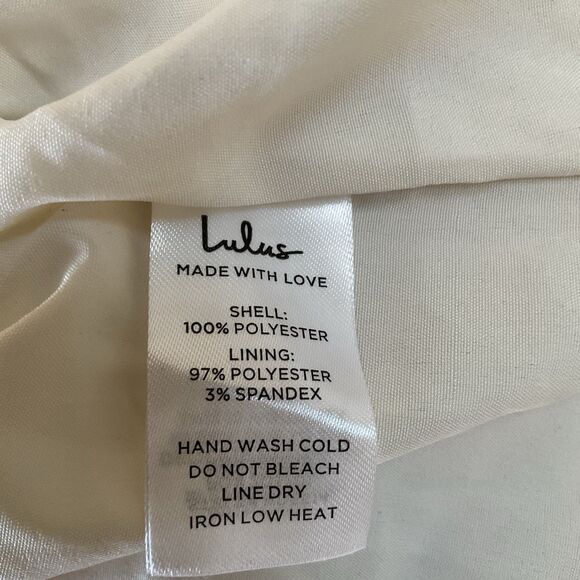 Lulus
MADE WITH LOVE
SHELL:
100% POLYESTER
LINING:
97% POLYESTER
3% SPANDEX
HAND WASH COLD
DO NOT BLEACH
LINE DRY
IRON LOW HEAT